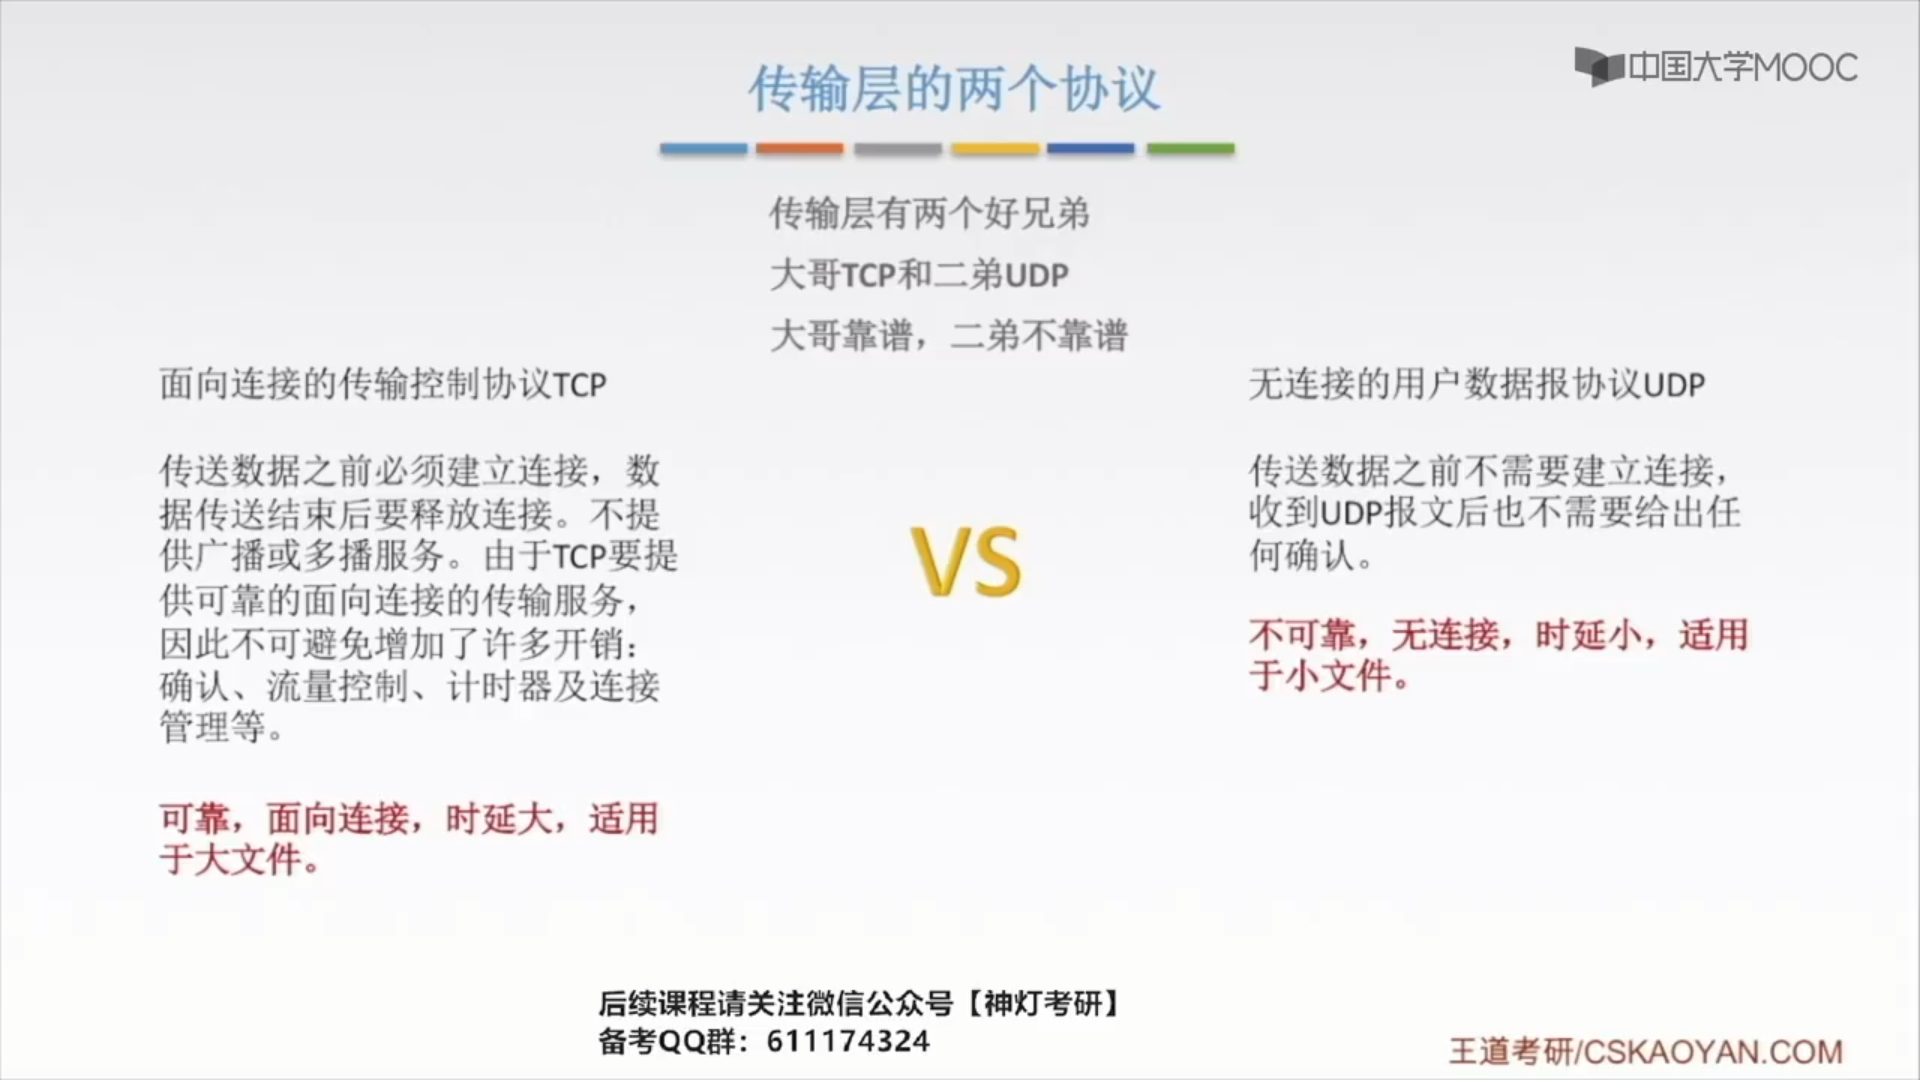 传输层的两个协议
中国大学MOOC
传输层有两个好兄弟
大哥TCP和二弟UDP
大哥靠谱，二弟不靠谱
面向连接的传输控制协议TCP
传送数据之前必须建立连接，数
据传送结束后要释放连接。不提
供广播或多播服务。由于TCP要提
供可靠的面向连接的传输服务，
因此不可避免增加了许多开销：
确认、流量控制、计时器及连接
管理等。
可靠，面向连接，时延大，适用
于大文件。
VS
无连接的用户数据报协议UDP
传送数据之前不需要建立连接，
收到UDP报文后也不需要给出任
何确认。
不可靠，无连接，时延小，适用
于小文件。
后续课程请关注微信公众号【神灯考研】
备考QQ群：611174324
王道考研/CSKAOYAN.COM